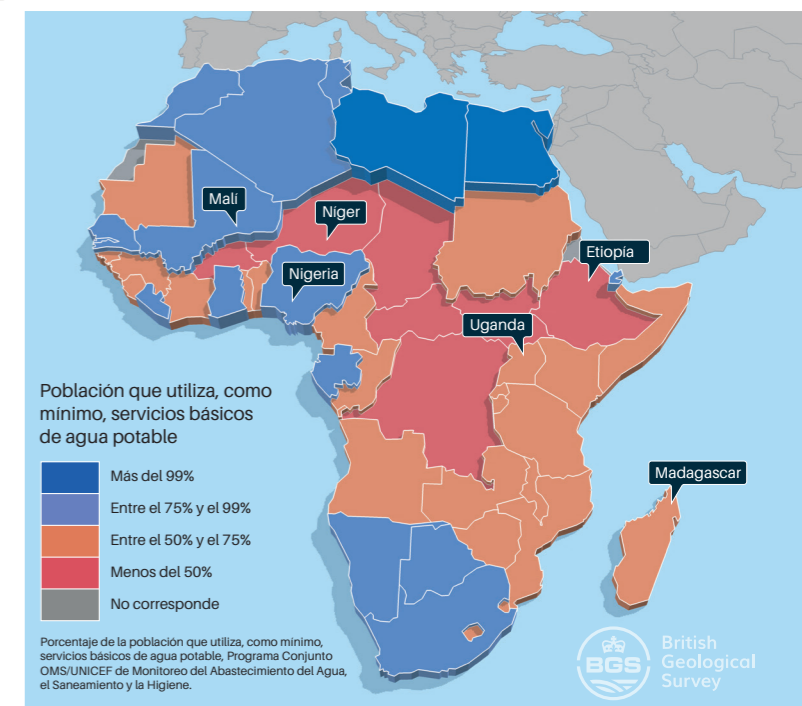 Malí
Níger
Nigeria
Etiopía
Uganda
Madagascar
Población que utiliza, como
mínimo, servicios básicos
de agua potable
Más del 99%
Entre el 75% y el 99%
Entre el 50% y el 75%
Menos del 50%
No corresponde
Porcentaje de la población que utiliza, como mínimo,
servicios básicos de agua potable, Programa Conjunto
OMS/UNICEF de Monitoreo del Abastecimiento del Agua,
el Saneamiento y la Higiene.
BGS
British
Geological
Survey